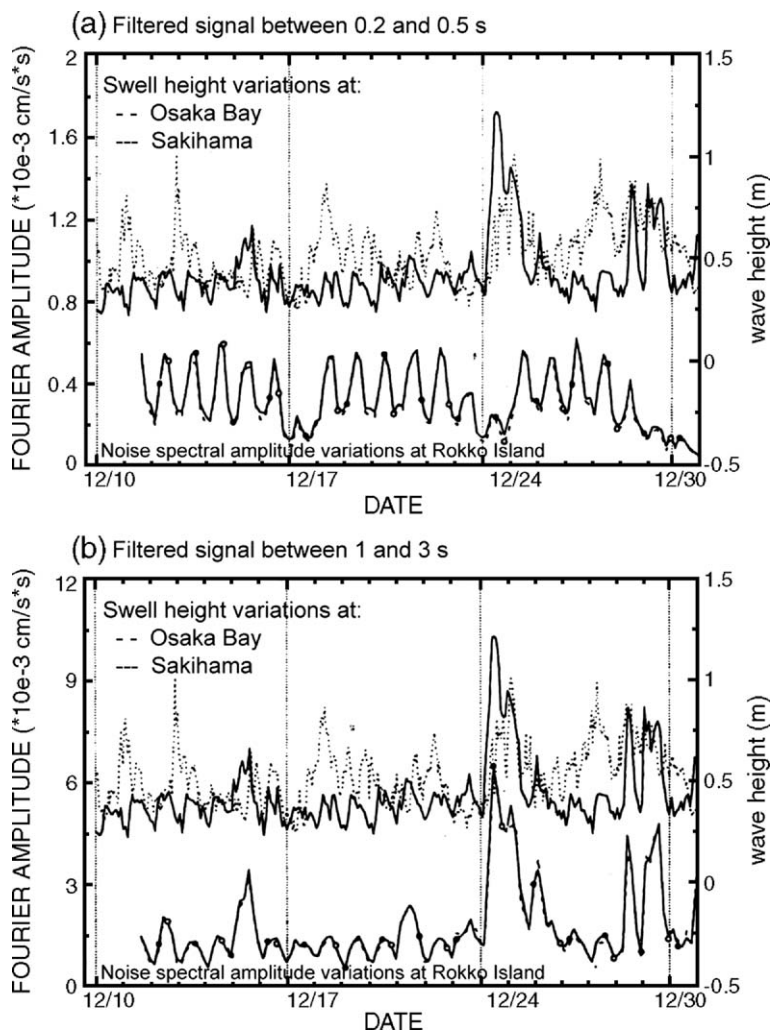 (a) Filtered signal between 0.2 and 0.5 s
FOURIER AMPLITUDE (*10e-3 cm/s*s)
2
1.6
1.2
0.8
0.4
0
Swell height variations at:
Osaka Bay
Sakihama
1.5
1
0.5
0
-0.5
wave height (m)
Noise spectral amplitude variations at Rokko Island
12/10
12/17
12/24
12/30
DATE
(b) Filtered signal between 1 and 3 s
FOURIER AMPLITUDE (*10e-3 cm/s*s)
12
9
6
3
0
Swell height variations at:
Osaka Bay
Sakihama
1.5
1
0.5
0
-0.5
wave height (m)
Noise spectral amplitude variations at Rokko Island
12/10
12/17
12/24
12/30
DATE